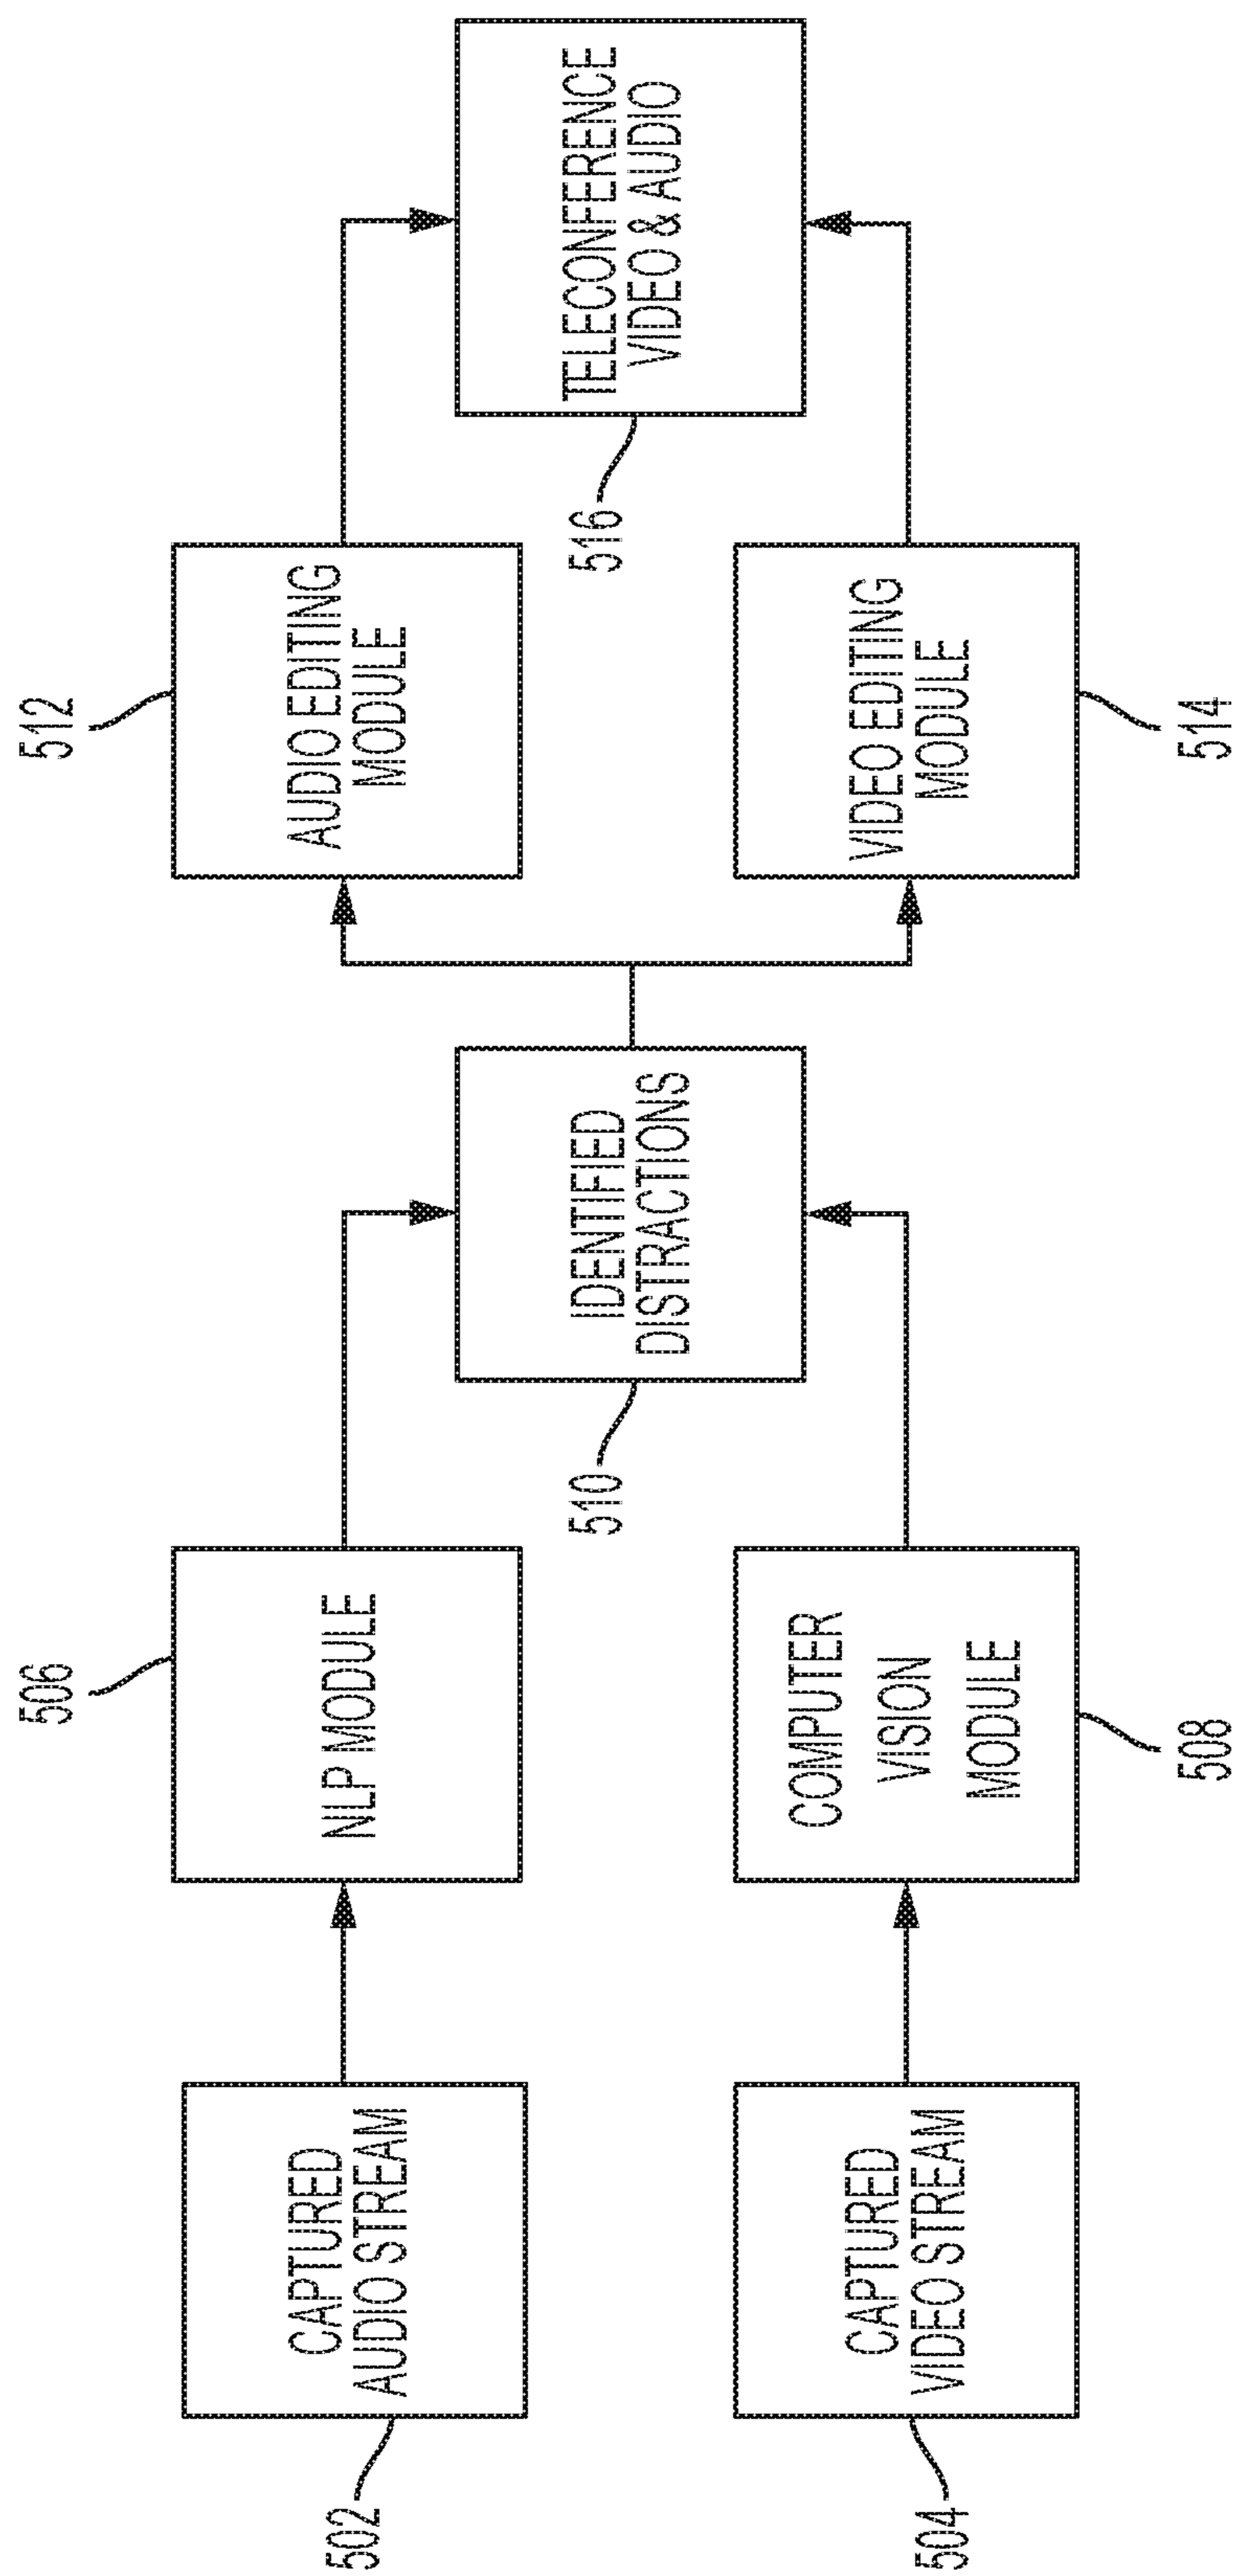 502
CAPTURED
AUDIO STREAM
504
CAPTURED
VIDEO STREAM
506
NLP MODULE
508
COMPUTER
VISION
MODULE
510
IDENTIFIED
DISTRACTIONS
512
AUDIO EDITING
MODULE
514
VIDEO EDITING
MODULE
516
TELECONFERENCE
VIDEO & AUDIO